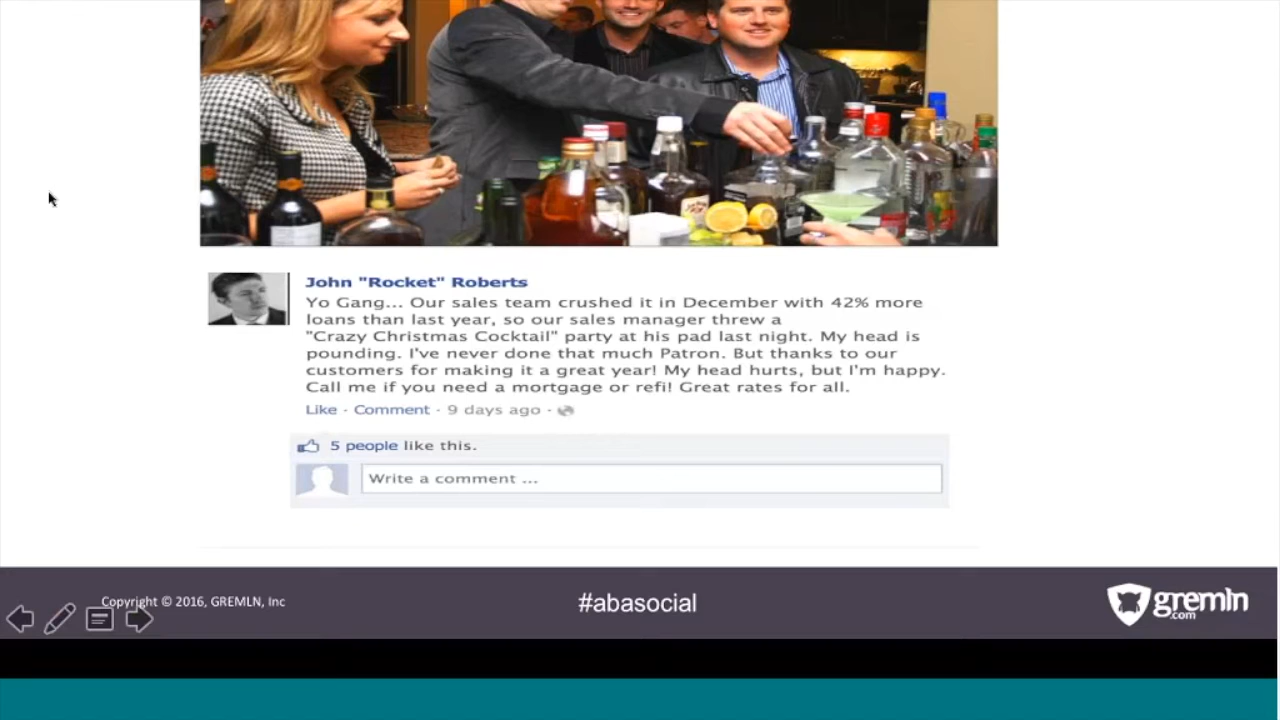 John "Rocket" Roberts
Yo Gang... Our sales team crushed it in December with 42% more
loans than last year, so our sales manager threw a
"Crazy Christmas Cocktail" party at his pad last night. My head is
pounding. I've never done that much Patron. But thanks to our
customers for making it a great year! My head hurts, but I'm happy.
Call me if you need a mortgage or refi! Great rates for all.
Like · Comment · 9 days ago ·
5 people like this.
Write a comment ...
Copyright © 2016, GREMLN, Inc
#abasocial
gremln
.com